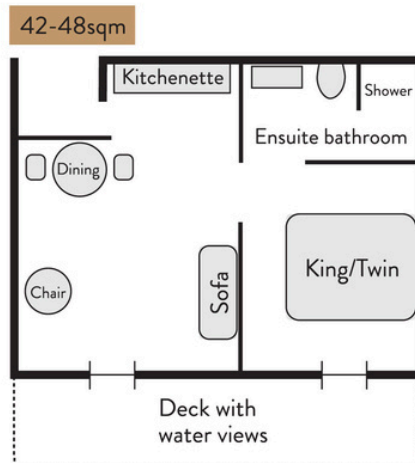 42-48sqm
Kitchenette
Shower
Ensuite bathroom
Dining
King/Twin
Chair
Sofa
Deck with
water views